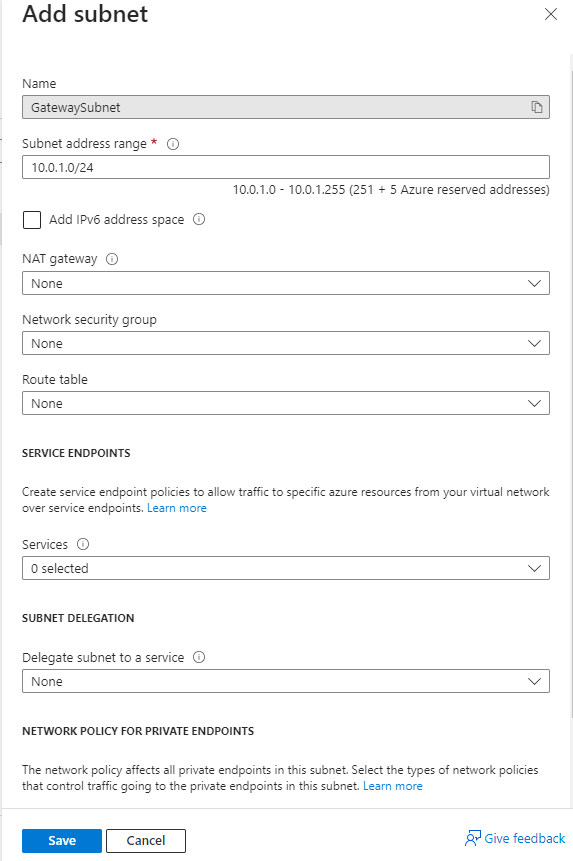 Add subnet
Name
GatewaySubnet
Subnet address range *
10.0.1.0/24
10.0.1.0 - 10.0.1.255 (251 + 5 Azure reserved addresses)
Add IPv6 address space
NAT gateway
None
Network security group
None
Route table
None
SERVICE ENDPOINTS
Create service endpoint policies to allow traffic to specific azure resources from your virtual network
over service endpoints. Learn more
Services
0 selected
SUBNET DELEGATION
Delegate subnet to a service
None
NETWORK POLICY FOR PRIVATE ENDPOINTS
The network policy affects all private endpoints in this subnet. Select the types of network policies
that control traffic going to the private endpoints in this subnet. Learn more
Save Cancel Give feedback